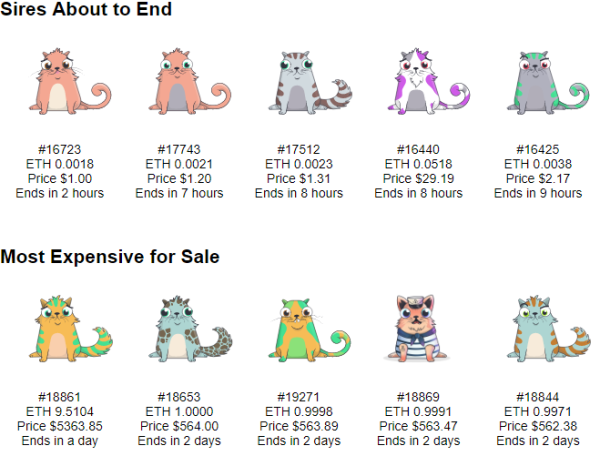 Sires About to End
#16723
ETH 0.0018
Price $1.00
Ends in 2 hours
#17743
ETH 0.0021
Price $1.20
Ends in 7 hours
#17512
ETH 0.0023
Price $1.31
Ends in 8 hours
#16440
ETH 0.0518
Price $29.19
Ends in 8 hours
#16425
ETH 0.0038
Price $2.17
Ends in 9 hours
Most Expensive for Sale
#18861
ETH 9.5104
Price $5363.85
Ends in a day
#18653
ETH 1.0000
Price $564.00
Ends in 2 days
#19271
ETH 0.9998
Price $563.89
Ends in 2 days
#18869
ETH 0.9991
Price $563.47
Ends in 2 days
#18844
ETH 0.9971
Price $562.38
Ends in 2 days